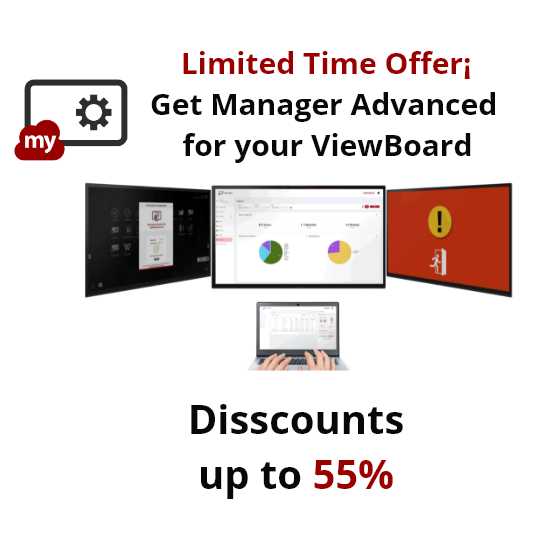 Limited Time Offer¡
Get Manager Advanced
for your ViewBoard
my
Disscounts
up to 55%